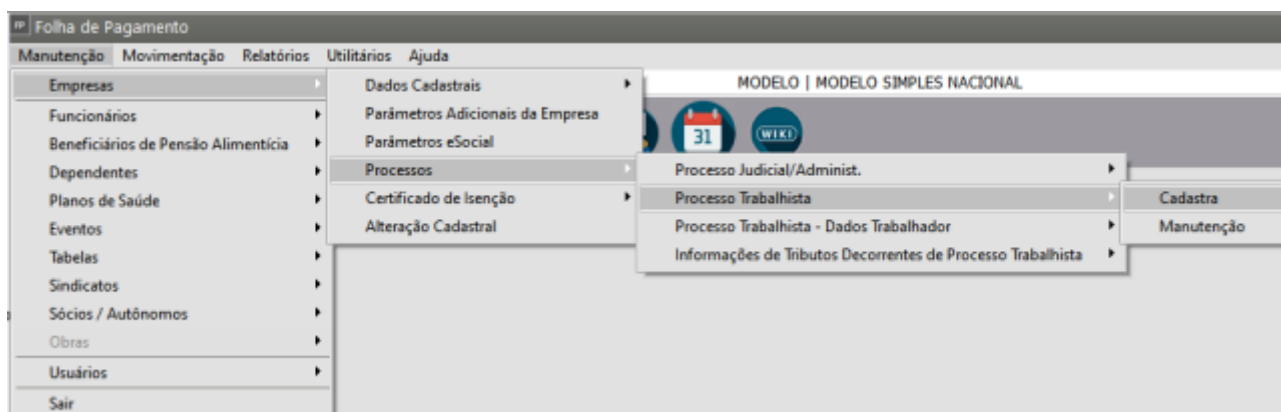 FP Folha de Pagamento
Manutenção Movimentação Relatórios Utilitários Ajuda
MODELO | MODELO SIMPLES NACIONAL
31
WIKI
Empresas
Funcionários
Beneficiários de Pensão Alimentícia
Dependentes
Planos de Saúde
Eventos
Tabelas
Sindicatos
Sócios / Autônomos
Obras
Usuários
Sair
Dados Cadastrais
Parâmetros Adicionais da Empresa
Parâmetros eSocial
Processos
Certificado de Isenção
Alteração Cadastral
Processo Judicial/Administ.
Processo Trabalhista
Processo Trabalhista - Dados Trabalhador
Informações de Tributos Decorrentes de Processo Trabalhista
Cadastra
Manutenção